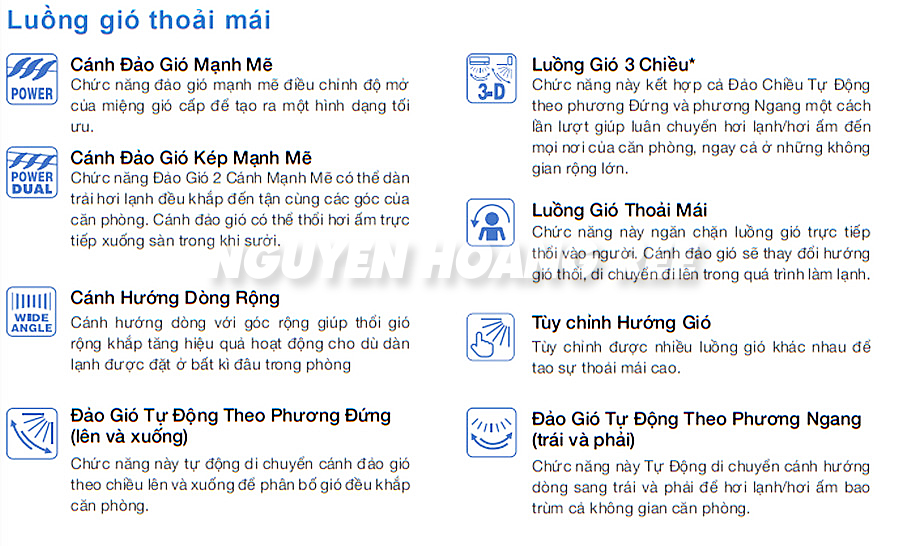 Luồng gió thoải mái
POWER
Cánh Đảo Gió Mạnh Mẽ
Chức năng đảo gió mạnh mẽ điều chỉnh độ mở
của miệng gió cấp để tạo ra một hình dạng tối
ưu.
POWER
DUAL
Cánh Đảo Gió Kép Mạnh Mẽ
Chức năng Đảo Gió 2 Cánh Mạnh Mẽ có thể dàn
trải hơi lạnh đều khắp đến tận cùng các góc của
căn phòng. Cánh đảo gió có thể thổi hơi ấm trực
tiếp xuống sàn trong khi sưởi.
WIDE
ANGLE
Cánh Hướng Dòng Rộng
Cánh hướng dòng với góc rộng giúp thổi gió
rộng khắp tăng hiệu quả hoạt động cho dù dàn
lạnh được đặt ở bất kì đâu trong phòng
Đảo Gió Tự Động Theo Phương Đứng
(lên và xuống)
Chức năng này tự động di chuyển cánh đảo gió
theo chiều lên và xuống để phân bố gió đều khắp
căn phòng.
3-D
Luồng Gió 3 Chiều*
Chức năng này kết hợp cả Đảo Chiều Tự Động
theo phương Đứng và phương Ngang một cách
lần lượt giúp luân chuyển hơi lạnh/hơi ấm đến
mọi nơi của căn phòng, ngay cả ở những không
gian rộng lớn.
Luồng Gió Thoải Mái
Chức năng này ngăn chặn luồng gió trực tiếp
thổi vào người. Cánh đảo gió sẽ thay đổi hướng
gió thổi, di chuyển đi lên trong quá trình làm lạnh.
Tùy chỉnh Hướng Gió
Tùy chỉnh được nhiều luồng gió khác nhau để
tạo sự thoải mái cao.
Đảo Gió Tự Động Theo Phương Ngang
(trái và phải)
Chức năng này Tự Động di chuyển cánh hướng
dòng sang trái và phải để hơi lạnh/hơi ấm bao
trùm cả không gian căn phòng.
NGUYEN HOANG REE